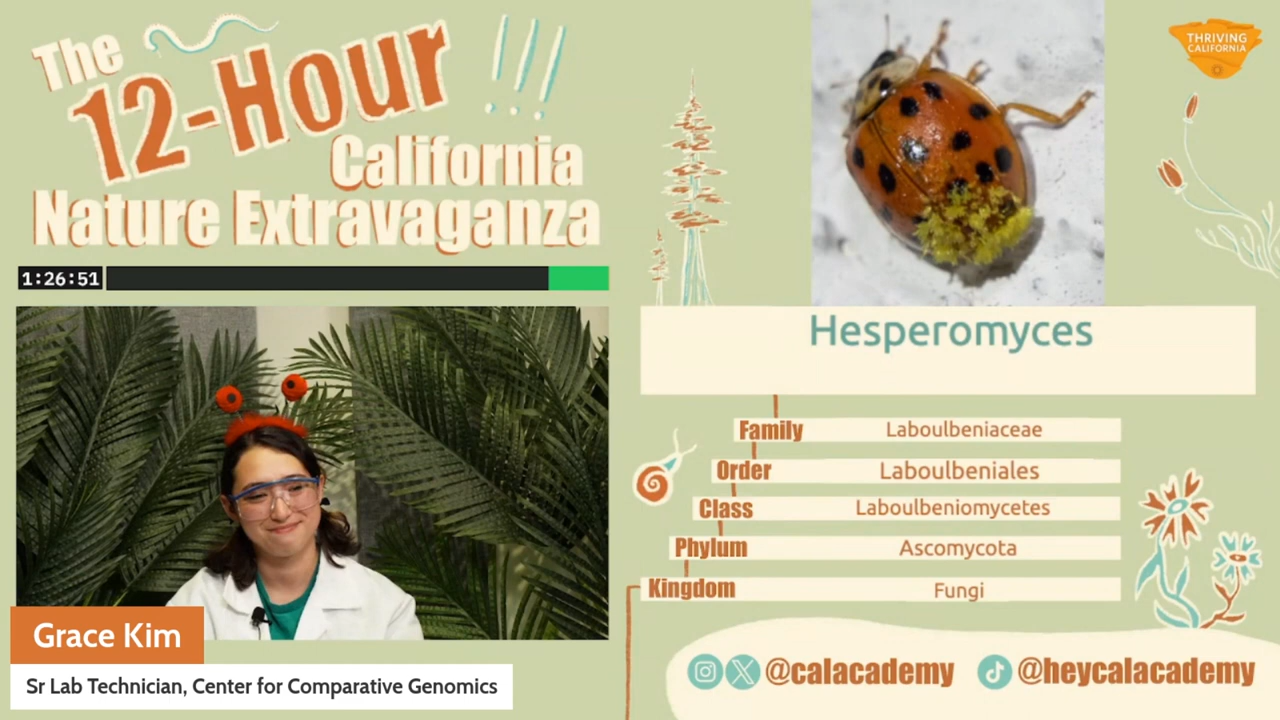 The
12-Hour
!!!
California
Nature Extravaganza
1:26:51
THRIVING
CALIFORNIA
Hesperomyces
Family Laboulbeniaceae
Order Laboulbeniales
Class Laboulbeniomycetes
Phylum Ascomycota
Kingdom Fungi
Grace Kim
Sr Lab Technician, Center for Comparative Genomics
@calacademy @heycalacademy